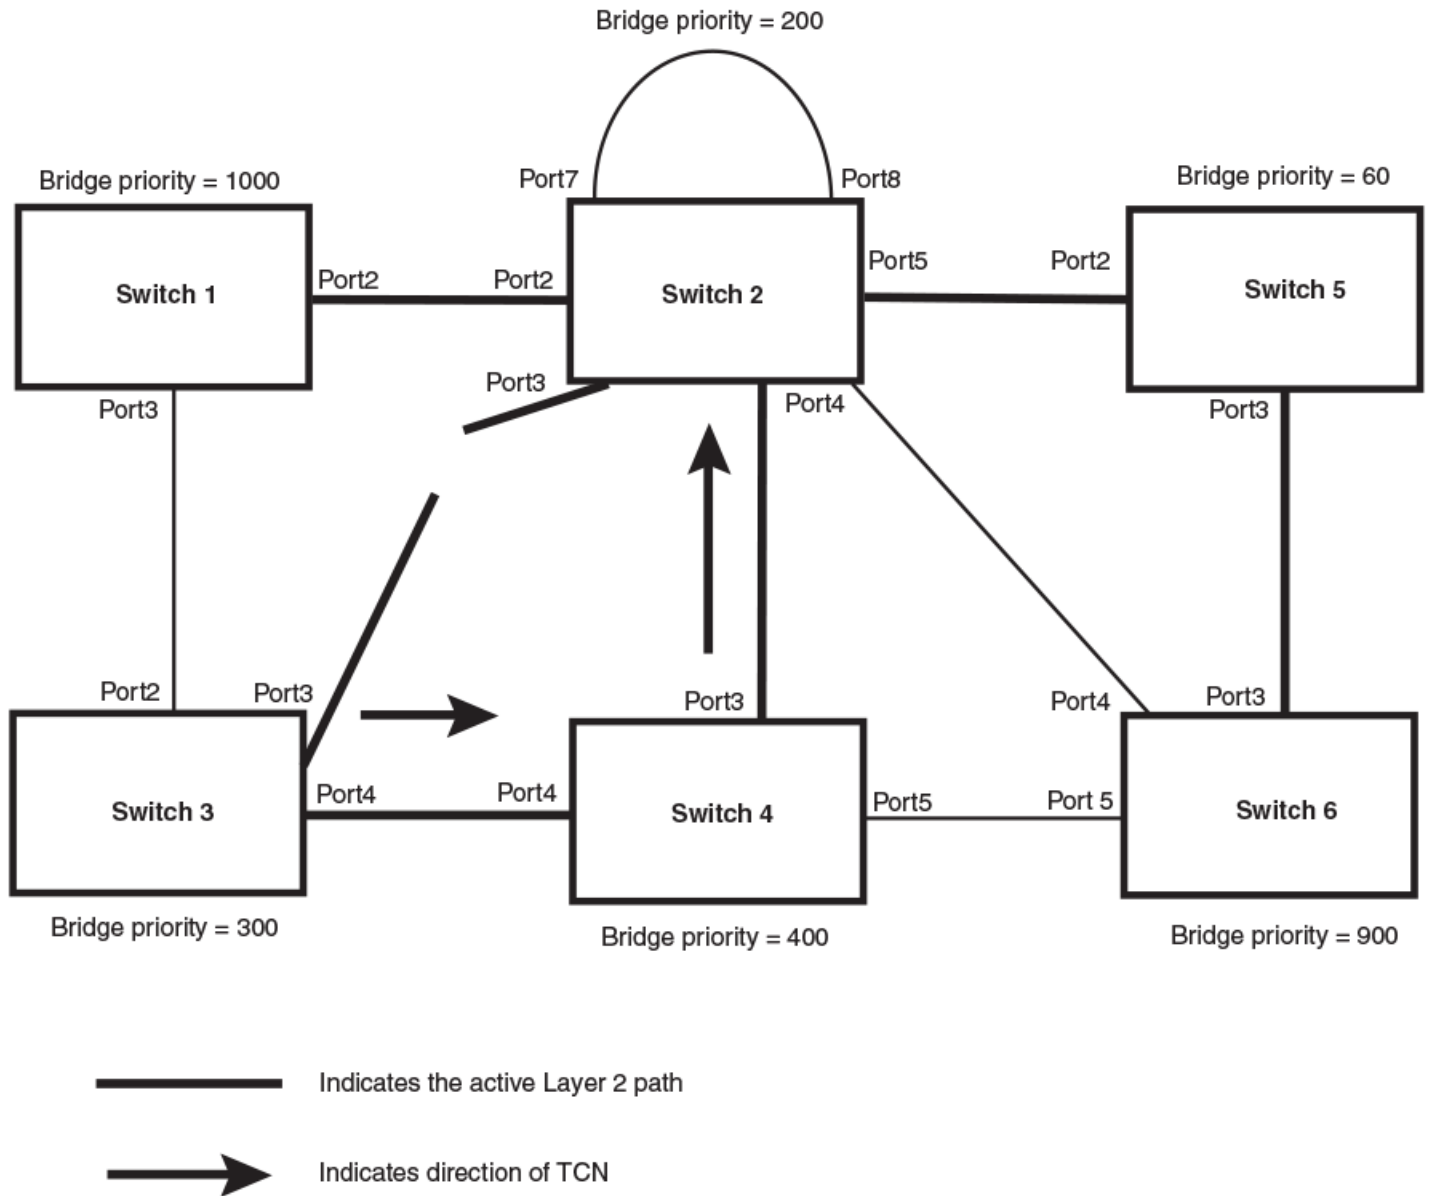 Bridge priority = 200
Port7
Port8
Bridge priority = 1000
Bridge priority = 60
Switch 1
Port2
Port2
Switch 2
Port5
Port2
Switch 5
Port3
Port3
Port4
Port3
Port2
Port3
Port3
Port4
Port3
Switch 3
Port4
Port4
Switch 4
Port5
Port 5
Switch 6
Bridge priority = 300
Bridge priority = 400
Bridge priority = 900
Indicates the active Layer 2 path
Indicates direction of TCN